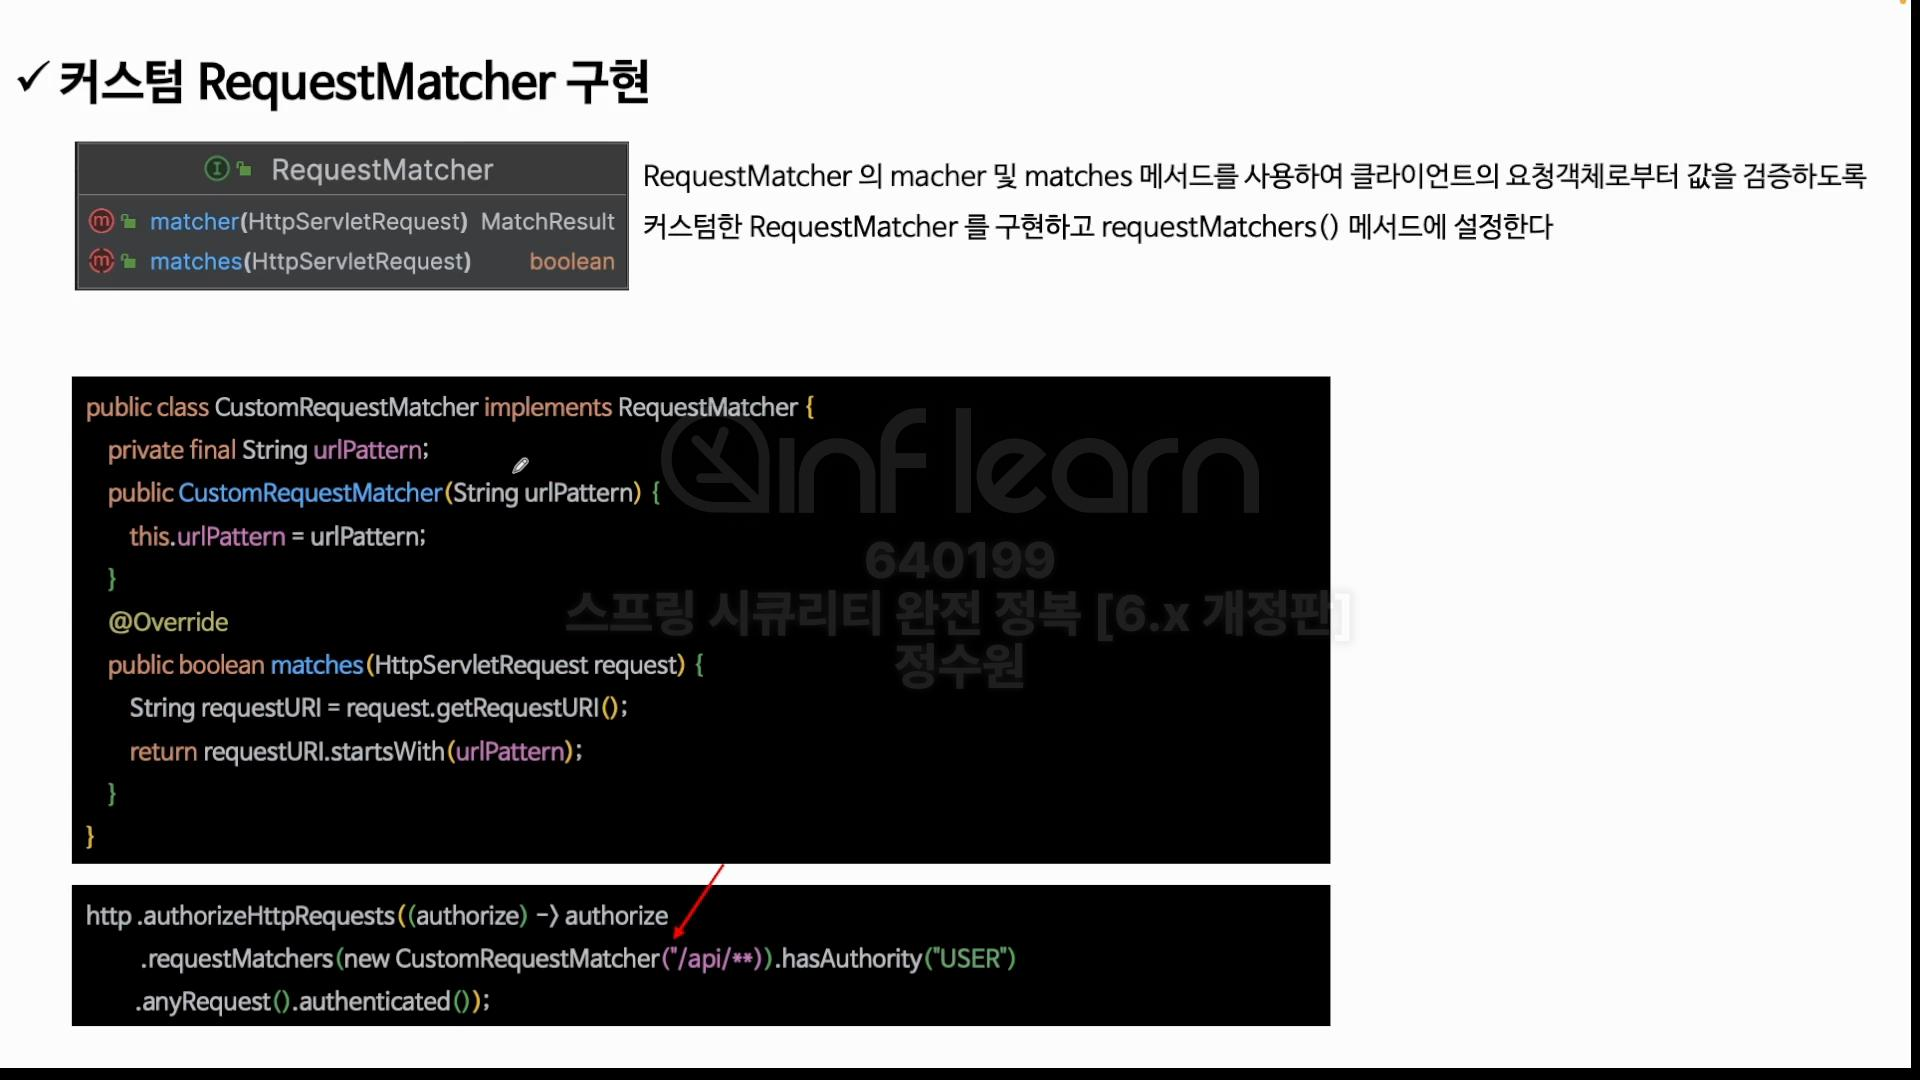 ✓ 커스텀 RequestMatcher 구현
RequestMatcher
matcher(HttpServletRequest) MatchResult
matches(HttpServletRequest) boolean
RequestMatcher 의 macher 및 matches 메서드를 사용하여 클라이언트의 요청객체로부터 값을 검증하도록
커스텀한 RequestMatcher 를 구현하고 requestMatchers() 메서드에 설정한다
public class CustomRequestMatcher implements RequestMatcher {
private final String urlPattern;
public CustomRequestMatcher(String urlPattern) {
this.urlPattern = urlPattern;
}
@Override
public boolean matches(HttpServletRequest request) {
String requestURI = request.getRequestURI();
return requestURI.startsWith(urlPattern);
}
}
inflearn
640199
스프링 시큐리티 완전 정복 [6.x 개정판]
정수원
http .authorizeHttpRequests((authorize) -> authorize
.requestMatchers(new CustomRequestMatcher("/api/**)).hasAuthority("USER")
.anyRequest().authenticated());